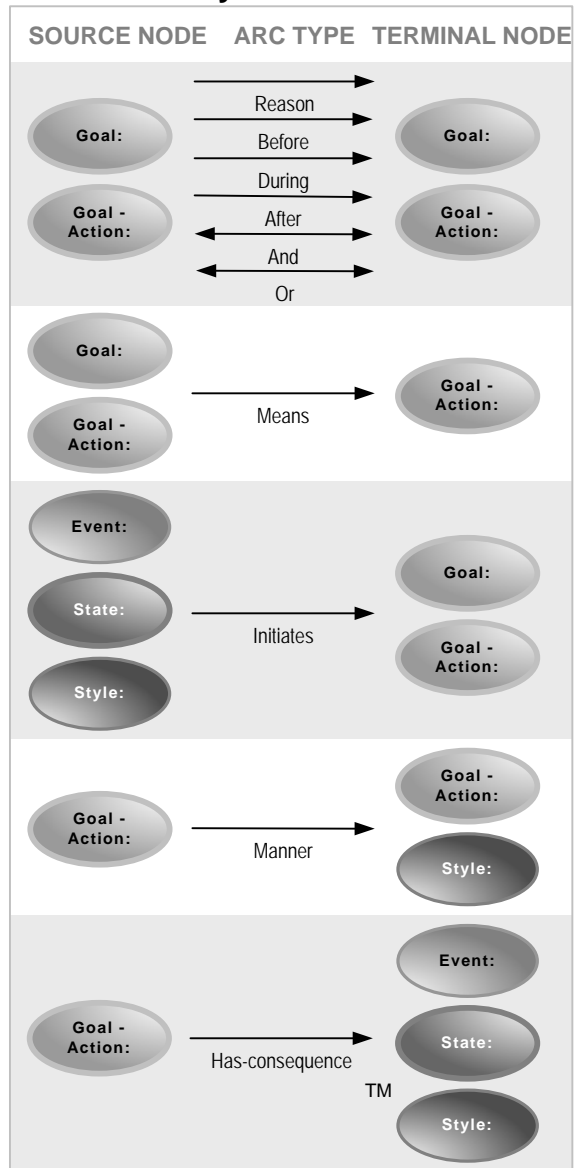 SOURCE NODE ARC TYPE TERMINAL NODE
Goal:
Goal -
Action:
Reason
Before
During
After
And
Or
Goal:
Goal -
Action:
Goal:
Goal -
Action:
Means
Goal -
Action:
Event:
State:
Style:
Initiates
Goal:
Goal -
Action:
Goal -
Action:
Manner
Goal -
Action:
Style:
Goal -
Action:
Has-consequence
TM
Event:
State:
Style: